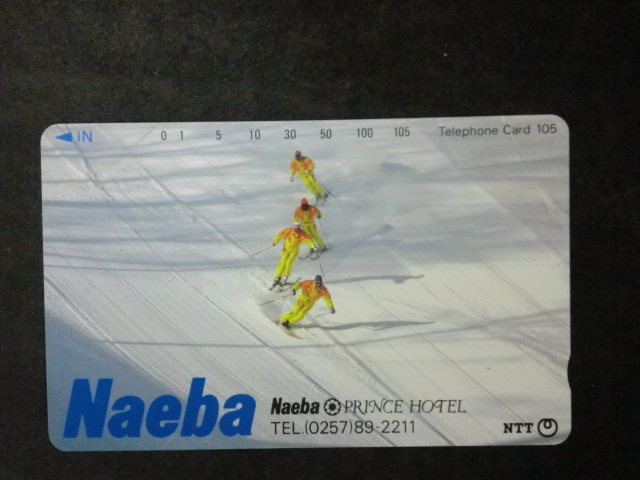 IN 0 1 5 10 30 50 100 105 Telephone Card 105
Naeba
Naeba PRINCE HOTEL
TEL.(0257)89-2211
NTT